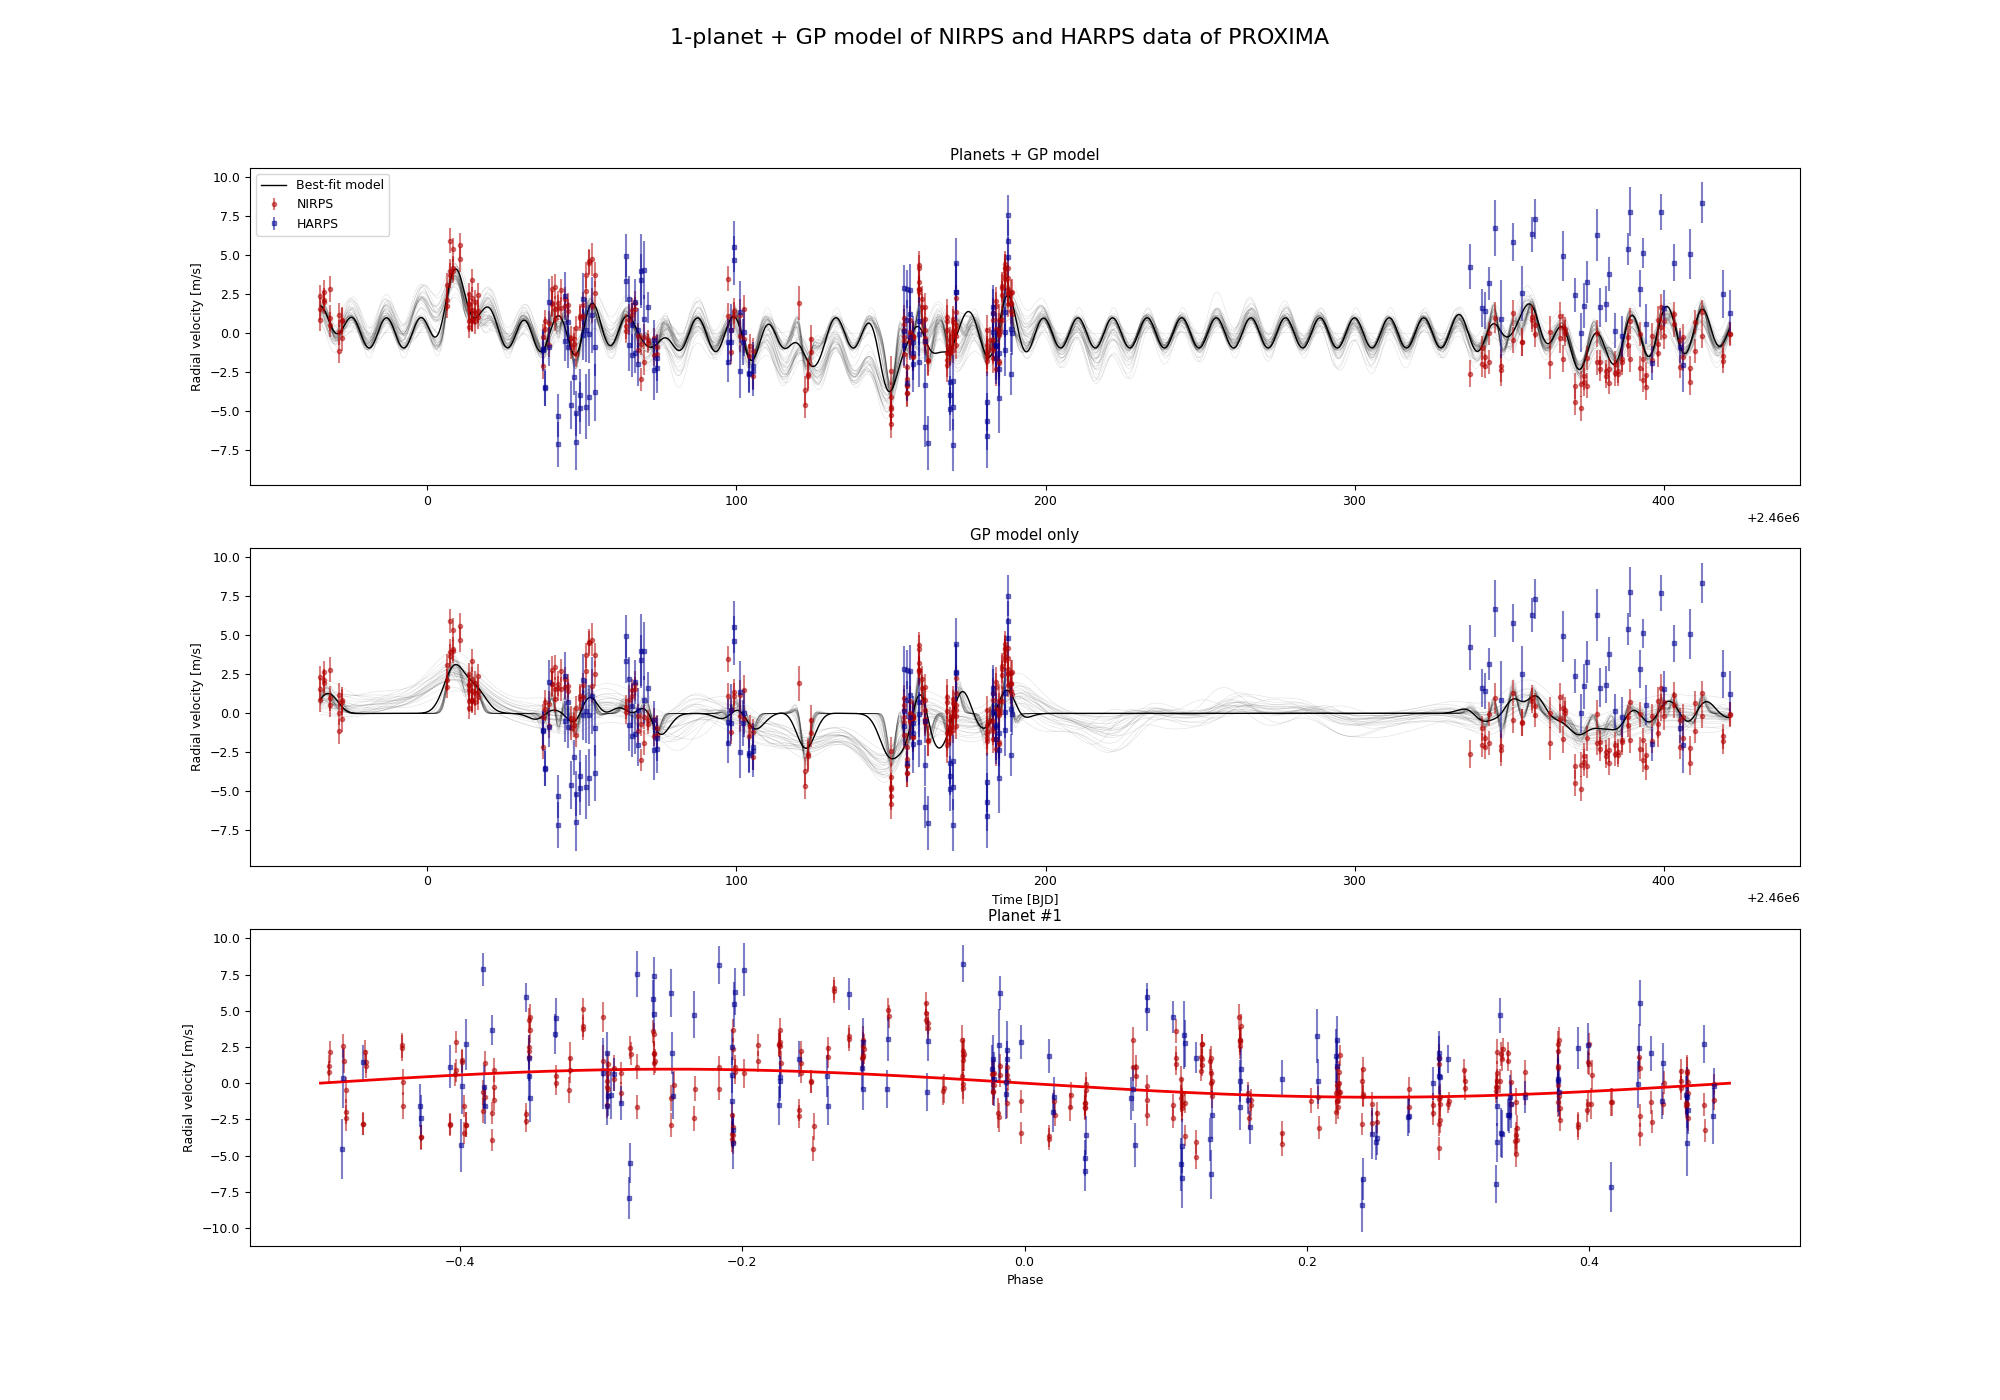 1-planet + GP model of NIRPS and HARPS data of PROXIMA
Planets + GP model
Radial velocity [m/s]
10.0
7.5
5.0
2.5
0.0
−2.5
−5.0
−7.5
Best-fit model
NIRPS
HARPS
0 100 200 300 400
+2.46e6
GP model only
Radial velocity [m/s]
10.0
7.5
5.0
2.5
0.0
−2.5
−5.0
−7.5
0 100 200 300 400
Time [BJD] +2.46e6
Planet #1
Radial velocity [m/s]
10.0
7.5
5.0
2.5
0.0
−2.5
−5.0
−7.5
−10.0
−0.4 −0.2 0.0 0.2 0.4
Phase